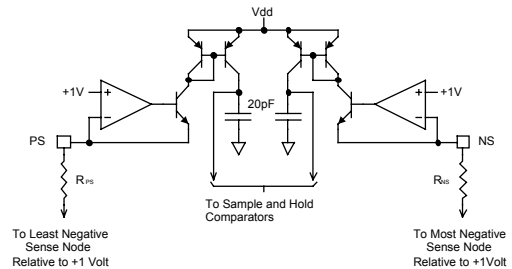 Vdd
+1V
+
−
20pF
+1V
+
−
PS
NS
RPS
RNS
To Sample and Hold
Comparators
To Least Negative
Sense Node
Relative to +1 Volt
To Most Negative
Sense Node
Relative to +1Volt